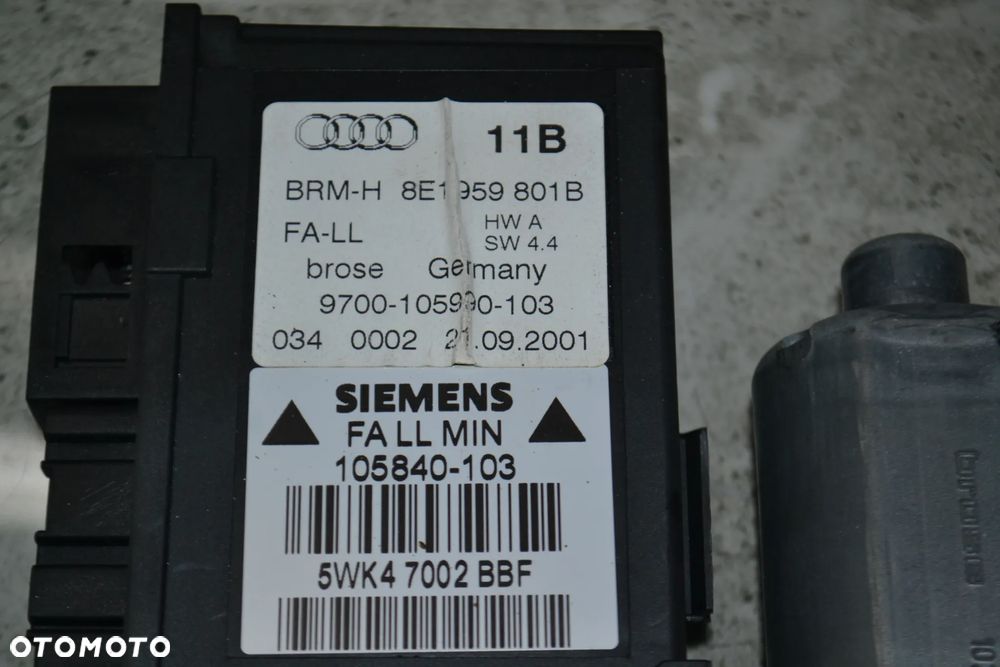 11B
BRM-H 8E1959 801B
FA-LL
HW A
SW 4.4
brose Germany
9700-105990-103
034 0002 21.09.2001
SIEMENS
FA LL MIN
105840-103
5WK4 7002 BBF
OTOMOTO